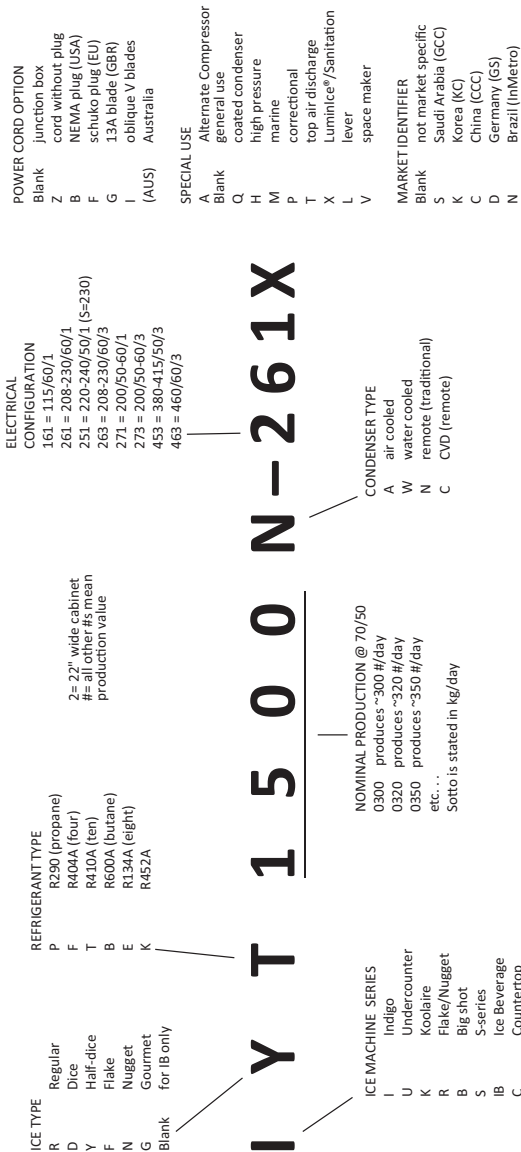 ICE TYPE
R Regular
D Dice
Y Half-dice
F Flake
N Nugget
G Gourmet
Blank for IB only
REFRIGERANT TYPE
P R290 (propane)
F R404A (four)
T R410A (ten)
B R600A (butane)
E R134A (eight)
K R452A
2= 22" wide cabinet
#= all other #s mean
production value
ELECTRICAL
CONFIGURATION
161 = 115/60/1
261 = 208-230/60/1
251 = 220-240/50/1 (S=230)
263 = 208-230/60/3
271 = 200/50-60/1
273 = 200/50-60/3
453 = 380-415/50/3
463 = 460/60/3
POWER CORD OPTION
Blank junction box
Z cord without plug
B NEMA plug (USA)
F schuko plug (EU)
G 13A blade (GBR)
I oblique V blades
(AUS) Australia
SPECIAL USE
A Alternate Compressor
Blank general use
Q coated condenser
H high pressure
M marine
P correctional
T top air discharge
X LuminIce®/Sanitation
L lever
V space maker
MARKET IDENTIFIER
Blank not market specific
S Saudi Arabia (GCC)
K Korea (KC)
C China (CCC)
D Germany (GS)
N Brazil (InMetro)
I Y T 1 5 0 0 N – 2 6 1 X
ICE MACHINE SERIES
I Indigo
U Undercounter
K Koolaire
R Flake/Nugget
B Big shot
S S-series
IB Ice Beverage
C Countertop
NOMINAL PRODUCTION @ 70/50
0300 produces ~300 #/day
0320 produces ~320 #/day
0350 produces ~350 #/day
etc. . .
Sotto is stated in kg/day
CONDENSER TYPE
A air cooled
W water cooled
N remote (traditional)
C CVD (remote)